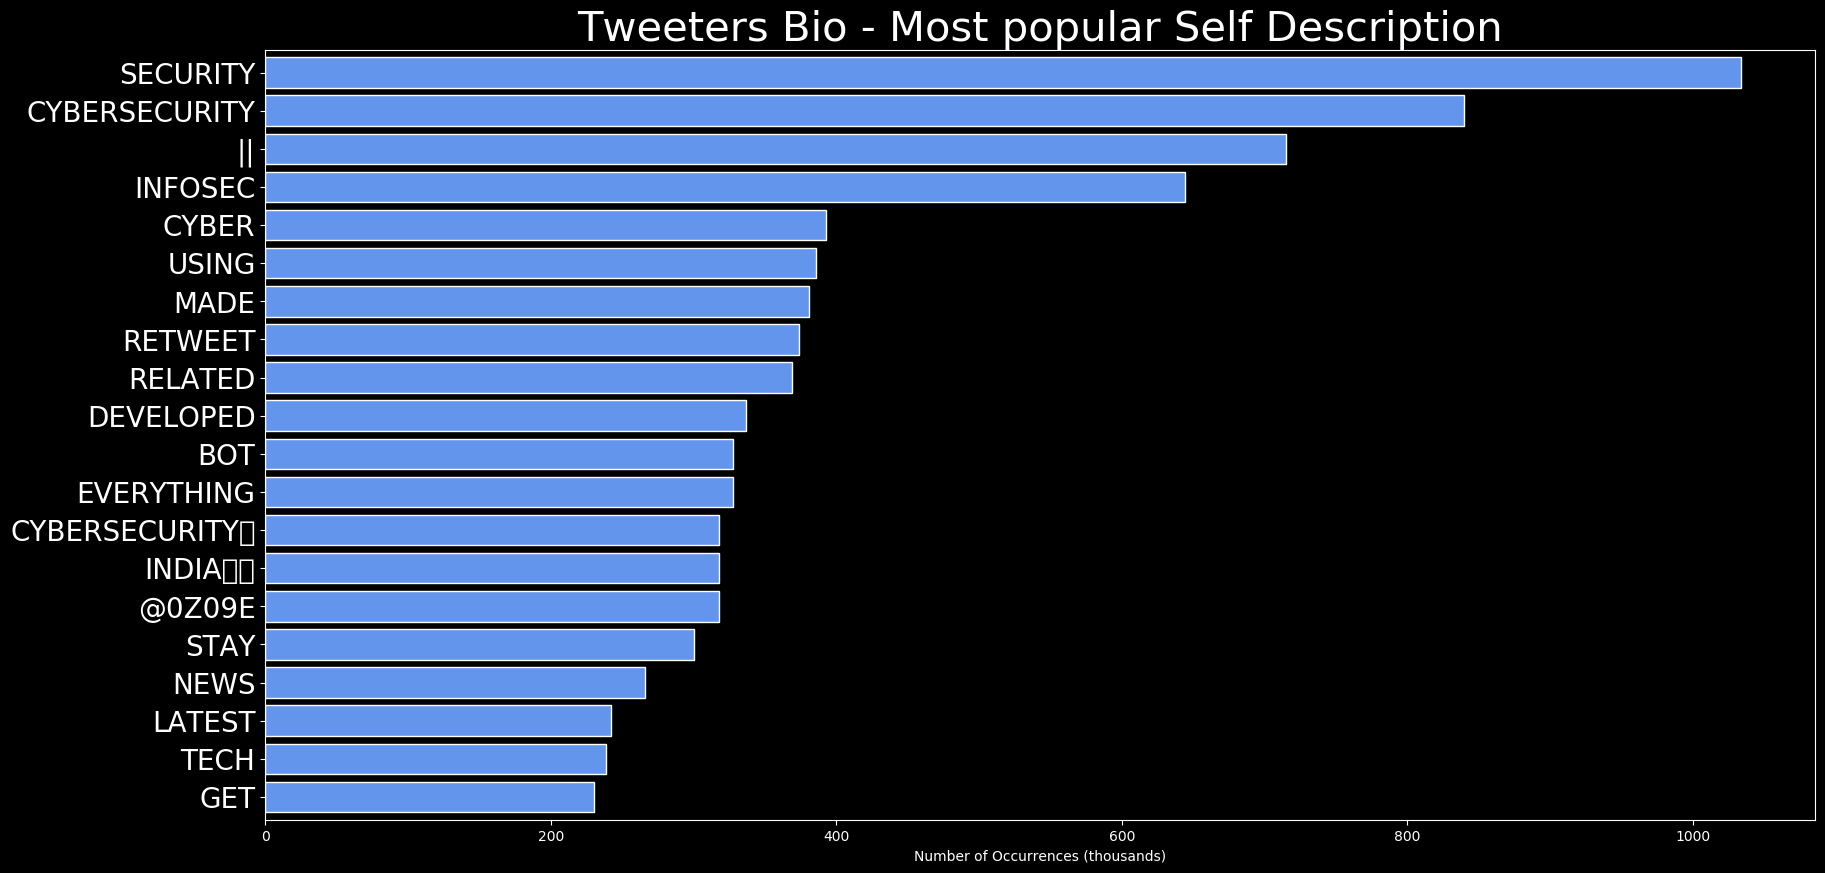 Tweeters Bio - Most popular Self Description
SECURITY
CYBERSECURITY
||
INFOSEC
CYBER
USING
MADE
RETWEET
RELATED
DEVELOPED
BOT
EVERYTHING
CYBERSECURITY▯
INDIA▯▯
@0Z09E
STAY
NEWS
LATEST
TECH
GET
0 200 400 600 800 1000
Number of Occurrences (thousands)